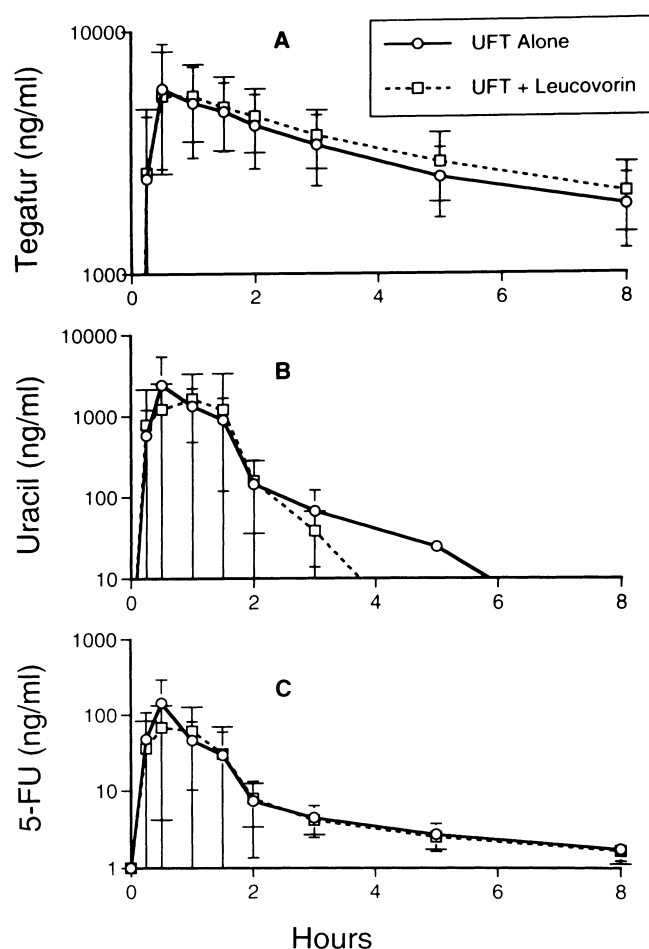 10000
A
UFT Alone
UFT + Leucovorin
Tegafur (ng/ml)
1000
0 2 4 6 8
10000
B
1000
Uracil (ng/ml)
100
10
0 2 4 6 8
1000
C
100
5-FU (ng/ml)
10
1
0 2 4 6 8
Hours